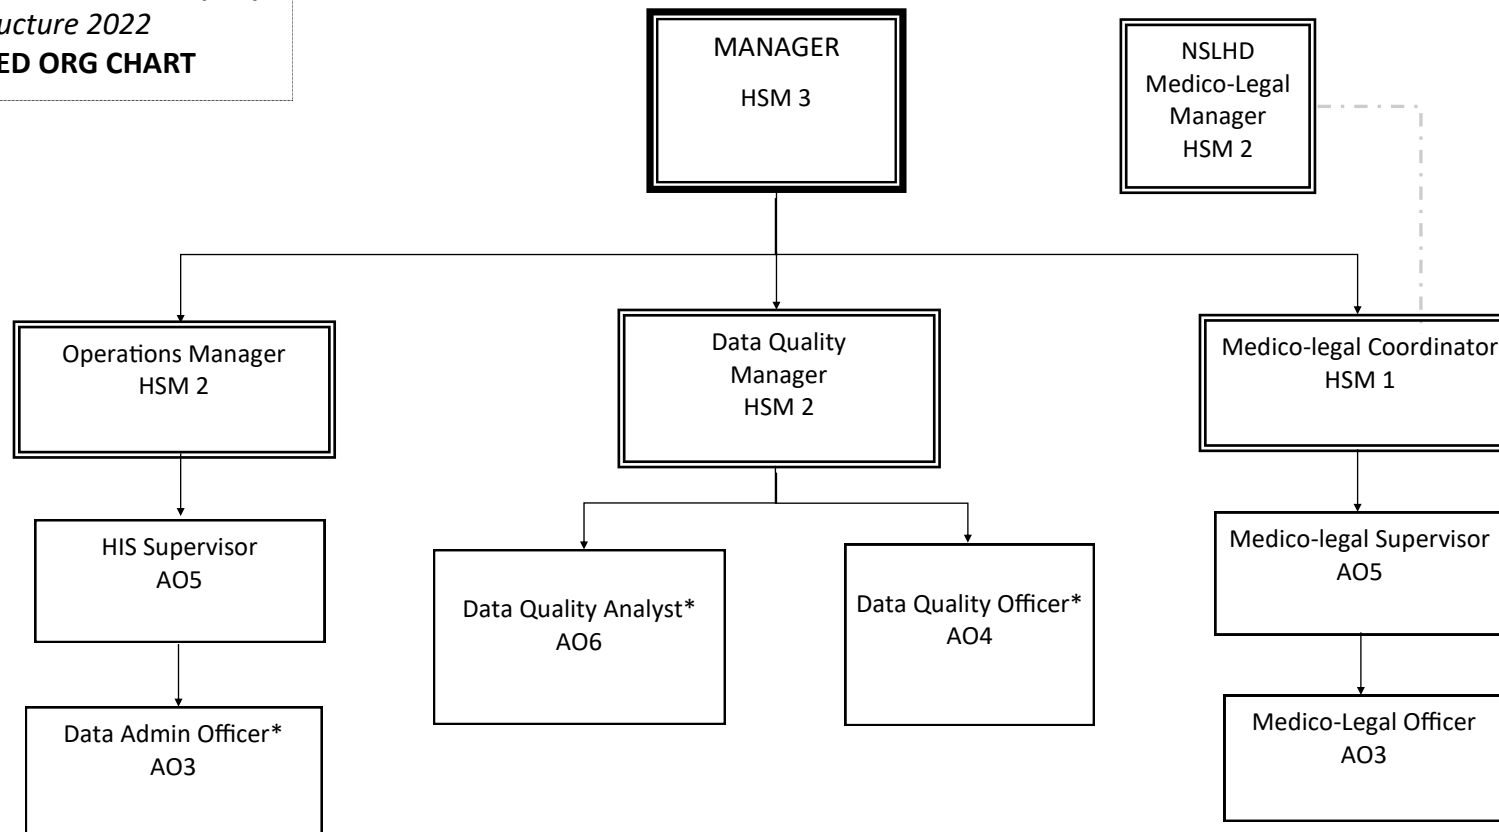 ucture 2022
ED ORG CHART
MANAGER
HSM 3
NSLHD
Medico-Legal
Manager
HSM 2
Operations Manager
HSM 2
Data Quality
Manager
HSM 2
Medico-legal Coordinator
HSM 1
HIS Supervisor
AO5
Data Quality Analyst*
AO6
Data Quality Officer*
AO4
Medico-legal Supervisor
AO5
Data Admin Officer*
AO3
Medico-Legal Officer
AO3